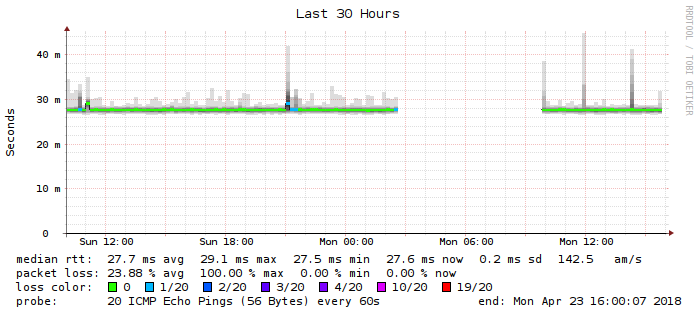 Last 30 Hours
RRDTOOL / TOBI OETIKER
Seconds
40 m
30 m
20 m
10 m
0
Sun 12:00 Sun 18:00 Mon 00:00 Mon 06:00 Mon 12:00
median rtt: 27.7 ms avg 29.1 ms max 27.5 ms min 27.6 ms now 0.2 ms sd 142.5 am/s
packet loss: 23.88 % avg 100.00 % max 0.00 % min 0.00 % now
loss color: 0 1/20 2/20 3/20 4/20 10/20 19/20
probe: 20 ICMP Echo Pings (56 Bytes) every 60s end: Mon Apr 23 16:00:07 2018